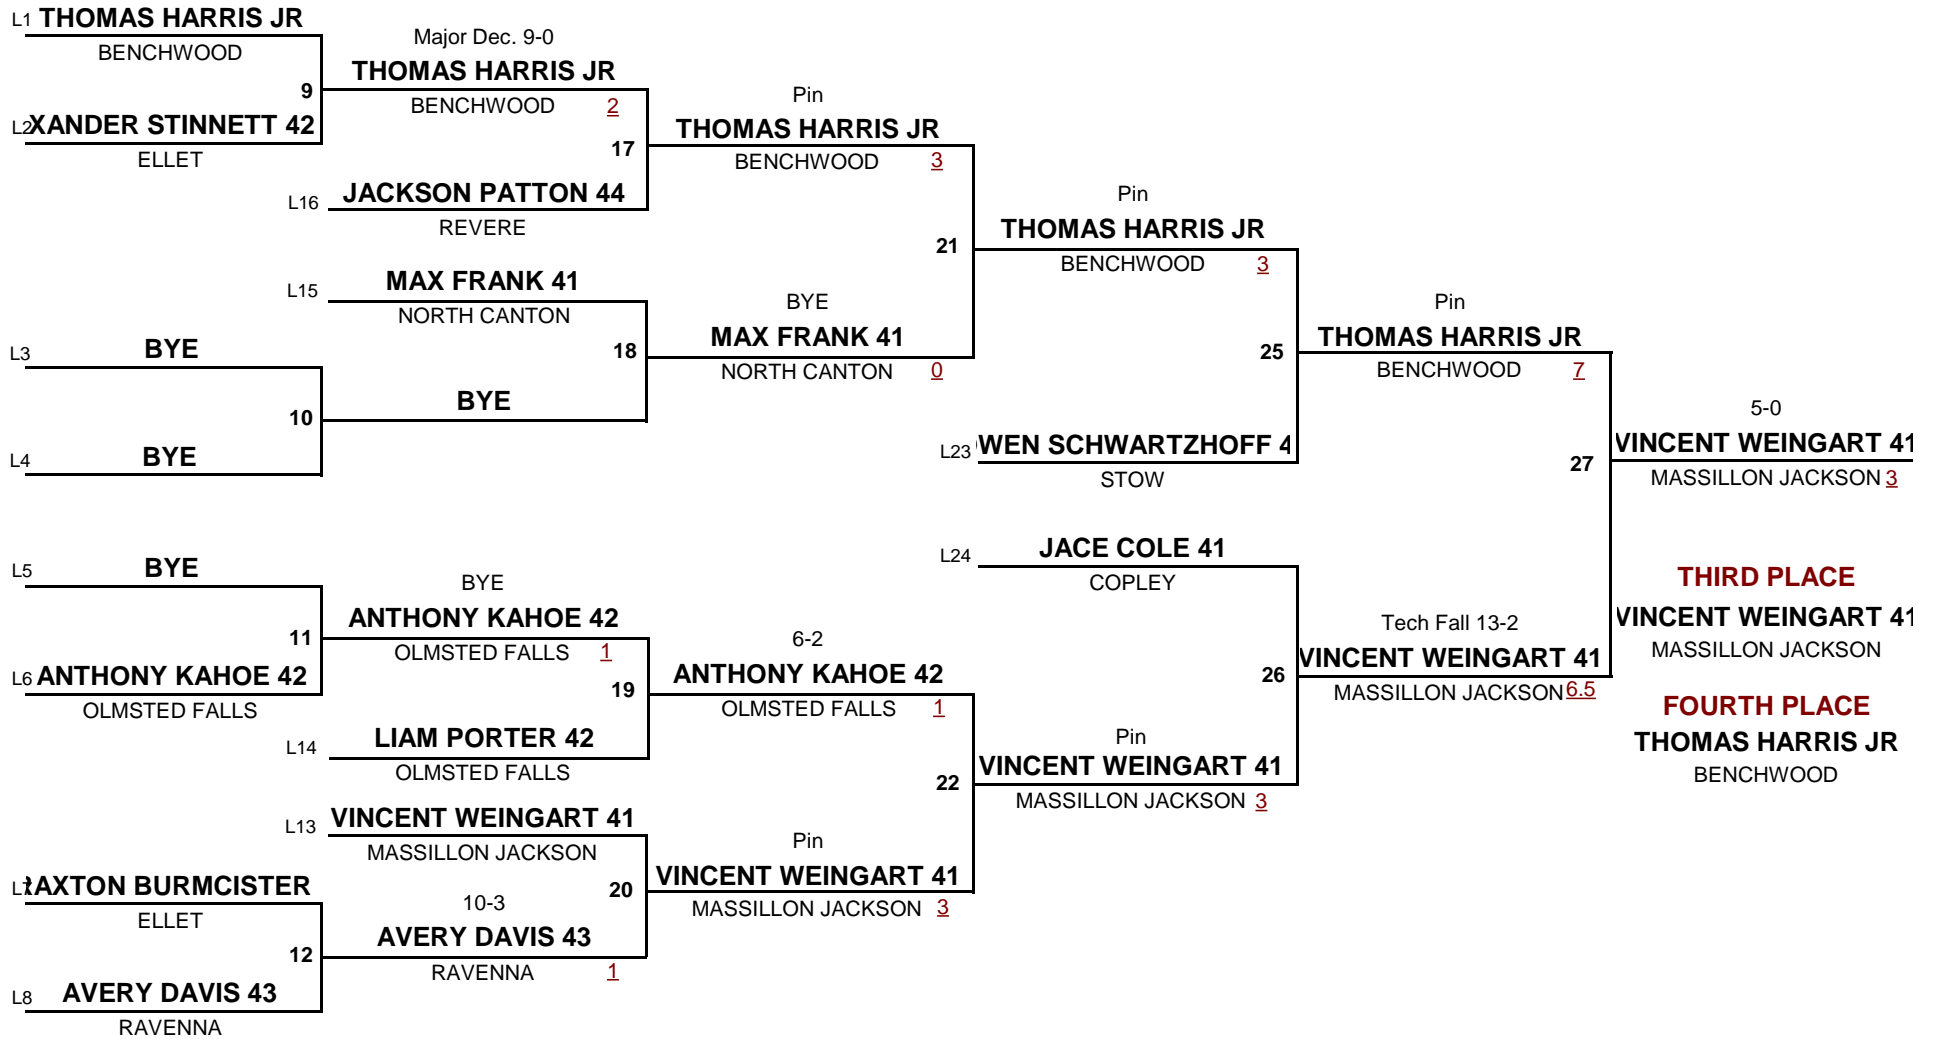 L1 THOMAS HARRIS JR
BENCHWOOD
9
L2 XANDER STINNETT 42
ELLET
L3 BYE
10
L4 BYE
L5 BYE
11
L6 ANTHONY KAHOE 42
OLMSTED FALLS
RAXTON BURMCISTER
ELLET
12
L8 AVERY DAVIS 43
RAVENNA
Major Dec. 9-0
THOMAS HARRIS JR
BENCHWOOD 2
17
L16 JACKSON PATTON 44
REVERE
L15 MAX FRANK 41
NORTH CANTON
18
BYE
BYE
ANTHONY KAHOE 42
OLMSTED FALLS 1
19
L14 LIAM PORTER 42
OLMSTED FALLS
L13 VINCENT WEINGART 41
MASSILLON JACKSON
20
10-3
AVERY DAVIS 43
RAVENNA 1
Pin
THOMAS HARRIS JR
BENCHWOOD 3
21
BYE
MAX FRANK 41
NORTH CANTON 0
6-2
ANTHONY KAHOE 42
OLMSTED FALLS 1
22
Pin
VINCENT WEINGART 41
MASSILLON JACKSON 3
Pin
THOMAS HARRIS JR
BENCHWOOD 3
25
L23 WEN SCHWARTZHOFF 4
STOW
L24 JACE COLE 41
COPLEY
26
Pin
VINCENT WEINGART 41
MASSILLON JACKSON 3
Pin
THOMAS HARRIS JR
BENCHWOOD 7
27
Tech Fall 13-2
VINCENT WEINGART 41
MASSILLON JACKSON 6.5
5-0
VINCENT WEINGART 41
MASSILLON JACKSON 3
THIRD PLACE
VINCENT WEINGART 41
MASSILLON JACKSON
FOURTH PLACE
THOMAS HARRIS JR
BENCHWOOD